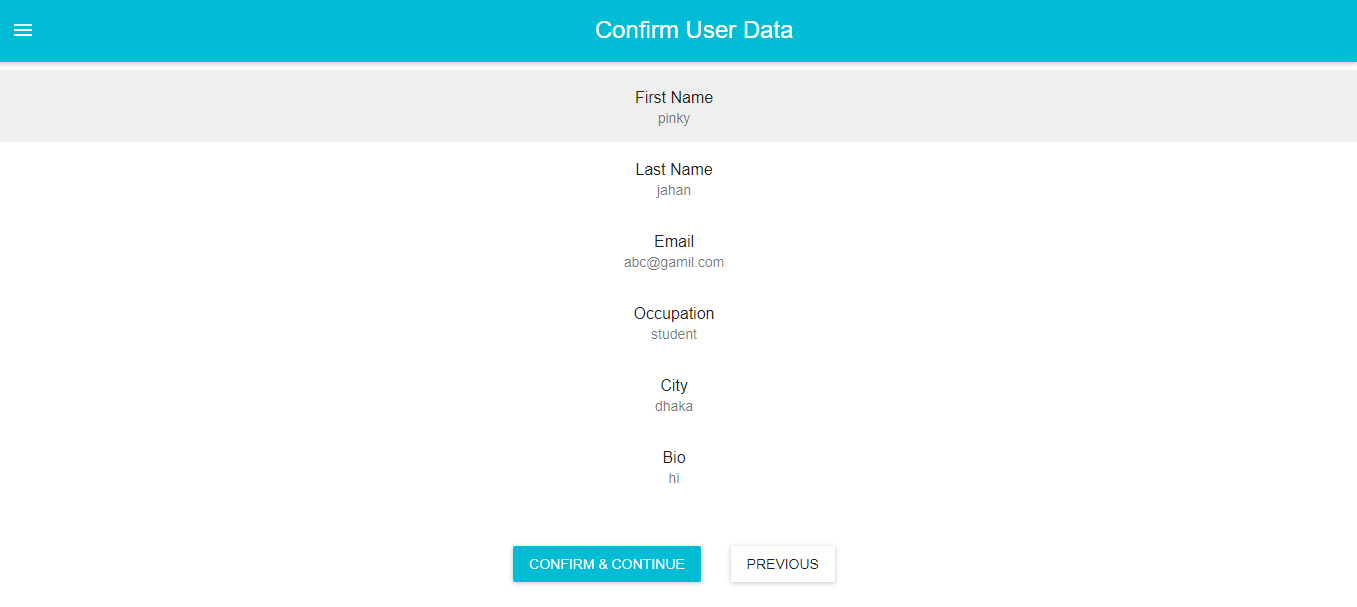 Confirm User Data
First Name
pinky
Last Name
jahan
Email
abc@gamil.com
Occupation
student
City
dhaka
Bio
hi
CONFIRM & CONTINUE
PREVIOUS